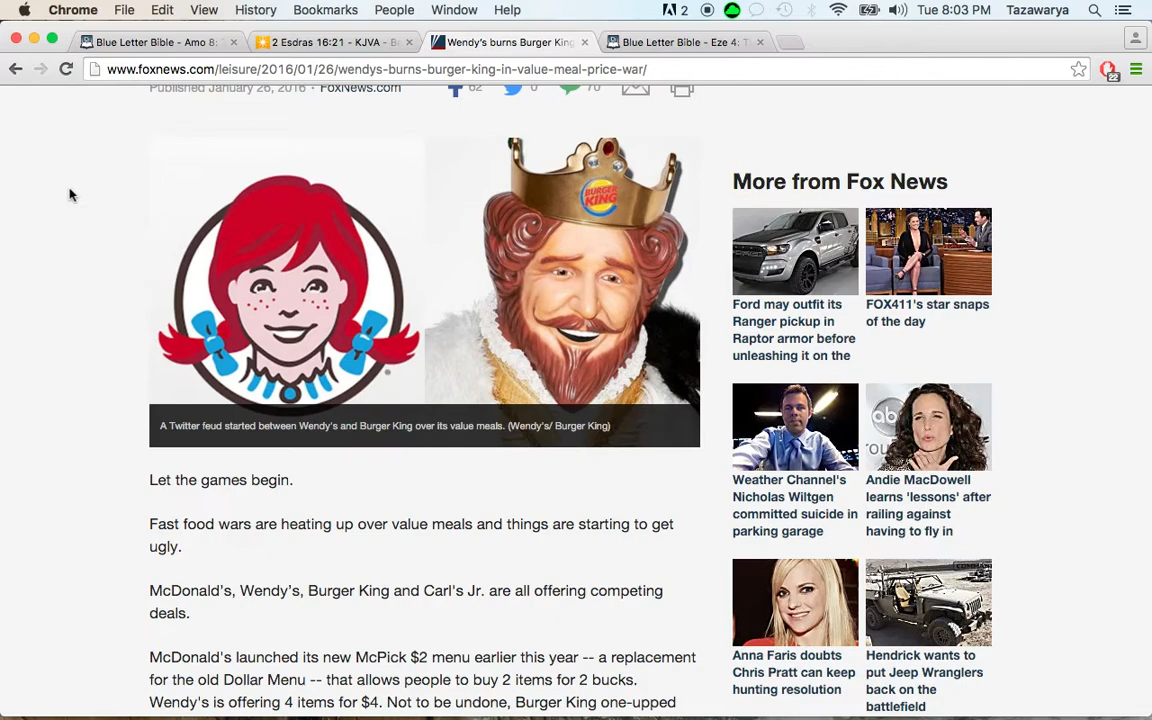 Chrome File Edit View History Bookmarks People Window Help 2 Tue 8:03 PM Tazawarya
Blue Letter Bible - Amo 8: × 2 Esdras 16:21 - KJVA - B × Wendy's burns Burger King × Blue Letter Bible - Eze 4: T ×
www.foxnews.com/leisure/2016/01/26/wendys-burns-burger-king-in-value-meal-price-war/ 22
Published January 26, 2016 · FoxNews.com 62 0 70
BURGER
KING
A Twitter feud started between Wendy's and Burger King over its value meals. (Wendy's/ Burger King)
Let the games begin.
Fast food wars are heating up over value meals and things are starting to get
ugly.
McDonald's, Wendy's, Burger King and Carl's Jr. are all offering competing
deals.
McDonald's launched its new McPick $2 menu earlier this year -- a replacement
for the old Dollar Menu -- that allows people to buy 2 items for 2 bucks.
Wendy's is offering 4 items for $4. Not to be undone, Burger King one-upped
More from Fox News
Ford may outfit its
Ranger pickup in
Raptor armor before
unleashing it on the
FOX411's star snaps
of the day
abc
Weather Channel's
Nicholas Wiltgen
committed suicide in
parking garage
Andie MacDowell
learns 'lessons' after
railing against
having to fly in
Anna Faris doubts
Chris Pratt can keep
hunting resolution
Hendrick wants to
put Jeep Wranglers
back on the
battlefield